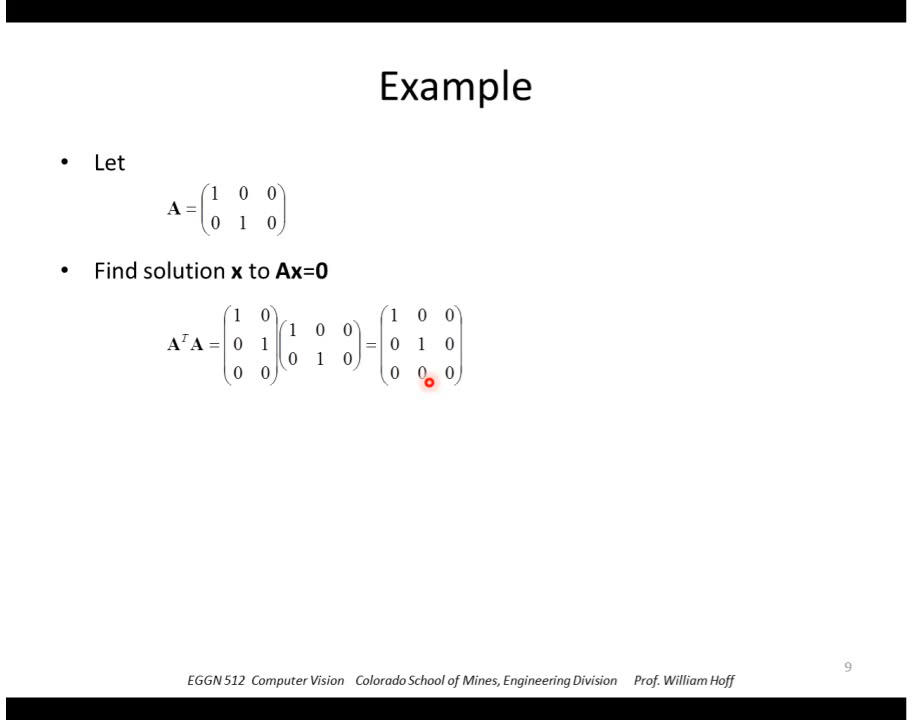 Example
• Let
A = (1 0 0
0 1 0)
• Find solution x to Ax=0
AᵀA = (1 0
0 1
0 0) (1 0 0
0 1 0) = (1 0 0
0 1 0
0 0 0)
9
EGGN 512 Computer Vision Colorado School of Mines, Engineering Division Prof. William Hoff